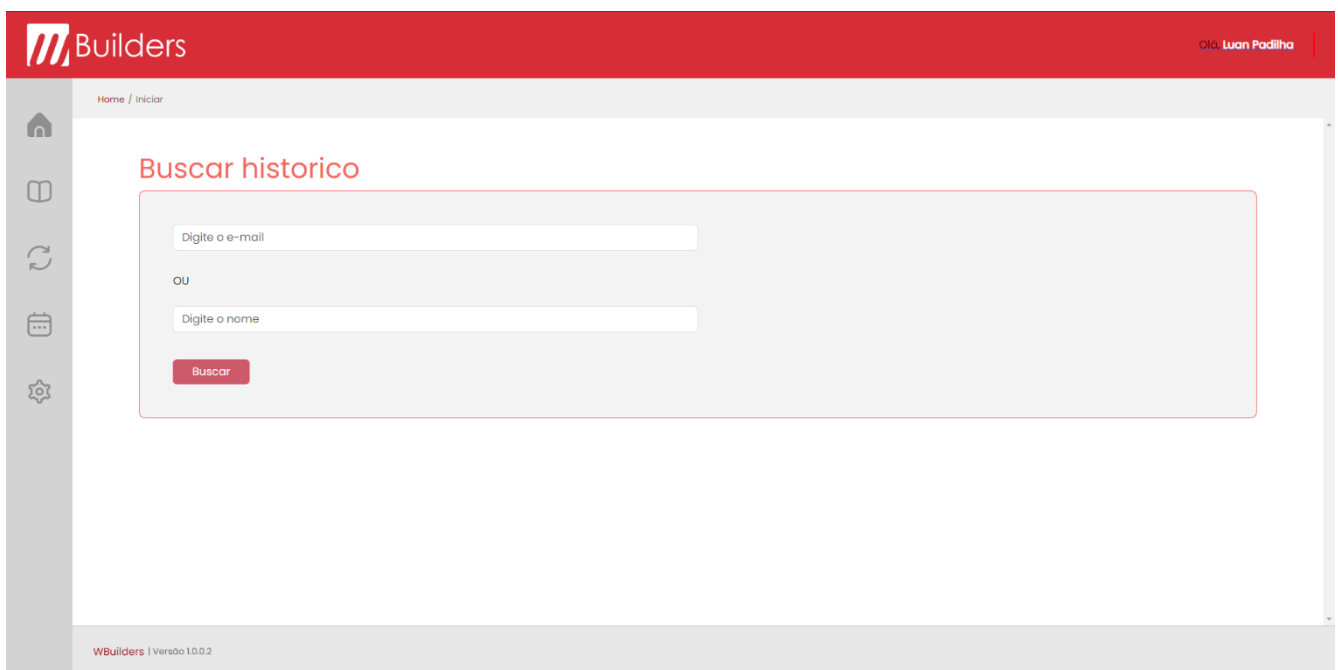 Builders
Olá, Luan Padilha
Home / Iniciar
Buscar historico
Digite o e-mail
OU
Digite o nome
Buscar
WBuilders | Versão 1.0.0.2